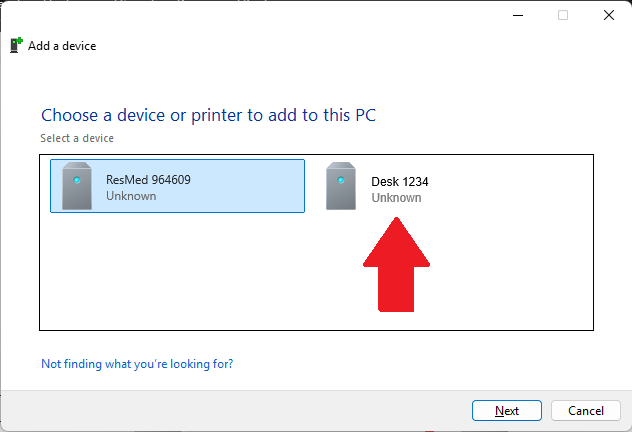 Add a device
Choose a device or printer to add to this PC
Select a device
ResMed 964609
Unknown
Desk 1234
Unknown
Not finding what you're looking for?
Next
Cancel